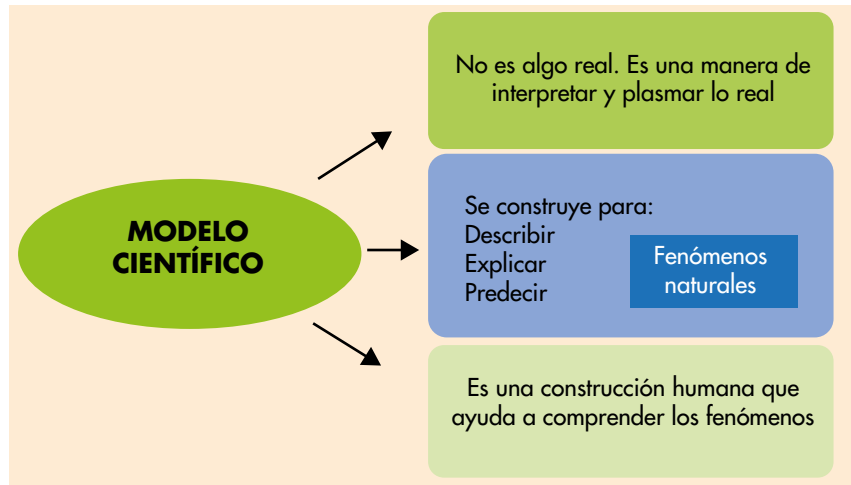 MODELO
CIENTÍFICO
No es algo real. Es una manera de
interpretar y plasmar lo real
Se construye para:
Describir
Explicar
Predecir
Fenómenos
naturales
Es una construcción humana que
ayuda a comprender los fenómenos